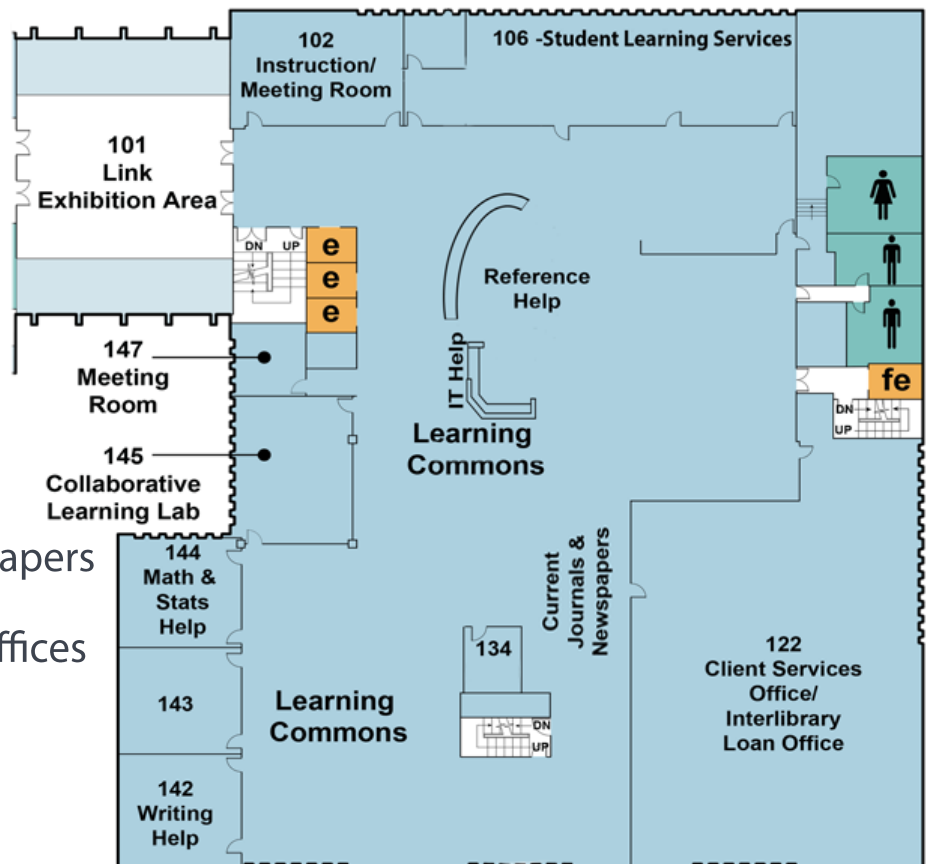 102
Instruction/
Meeting Room
106 -Student Learning Services
101
Link
Exhibition Area
DN UP
e
e
e
Reference
Help
IT Help
Learning
Commons
147
Meeting
Room
145
Collaborative
Learning Lab
fe
DN
UP
apers
ffices
144
Math &
Stats
Help
143
142
Writing
Help
Learning
Commons
134
DN
UP
Current
Journals &
Newspapers
122
Client Services
Office/
Interlibrary
Loan Office